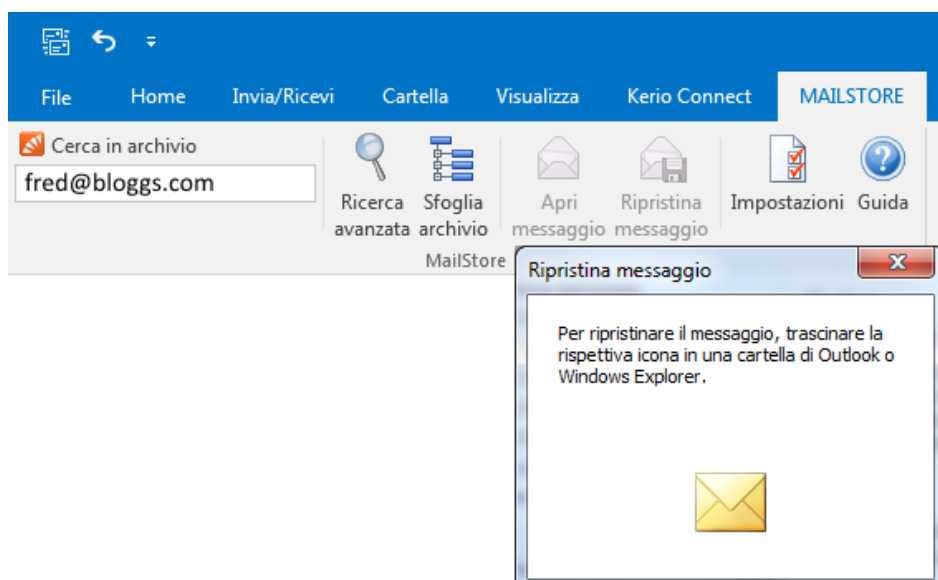 File Home Invia/Ricevi Cartella Visualizza Kerio Connect MAILSTORE
Cerca in archivio
fred@bloggs.com
Ricerca avanzata
Sfoglia archivio
Apri messaggio
Ripristina messaggio
Impostazioni
Guida
MailStore
Ripristina messaggio
Per ripristinare il messaggio, trascinare la
rispettiva icona in una cartella di Outlook o
Windows Explorer.